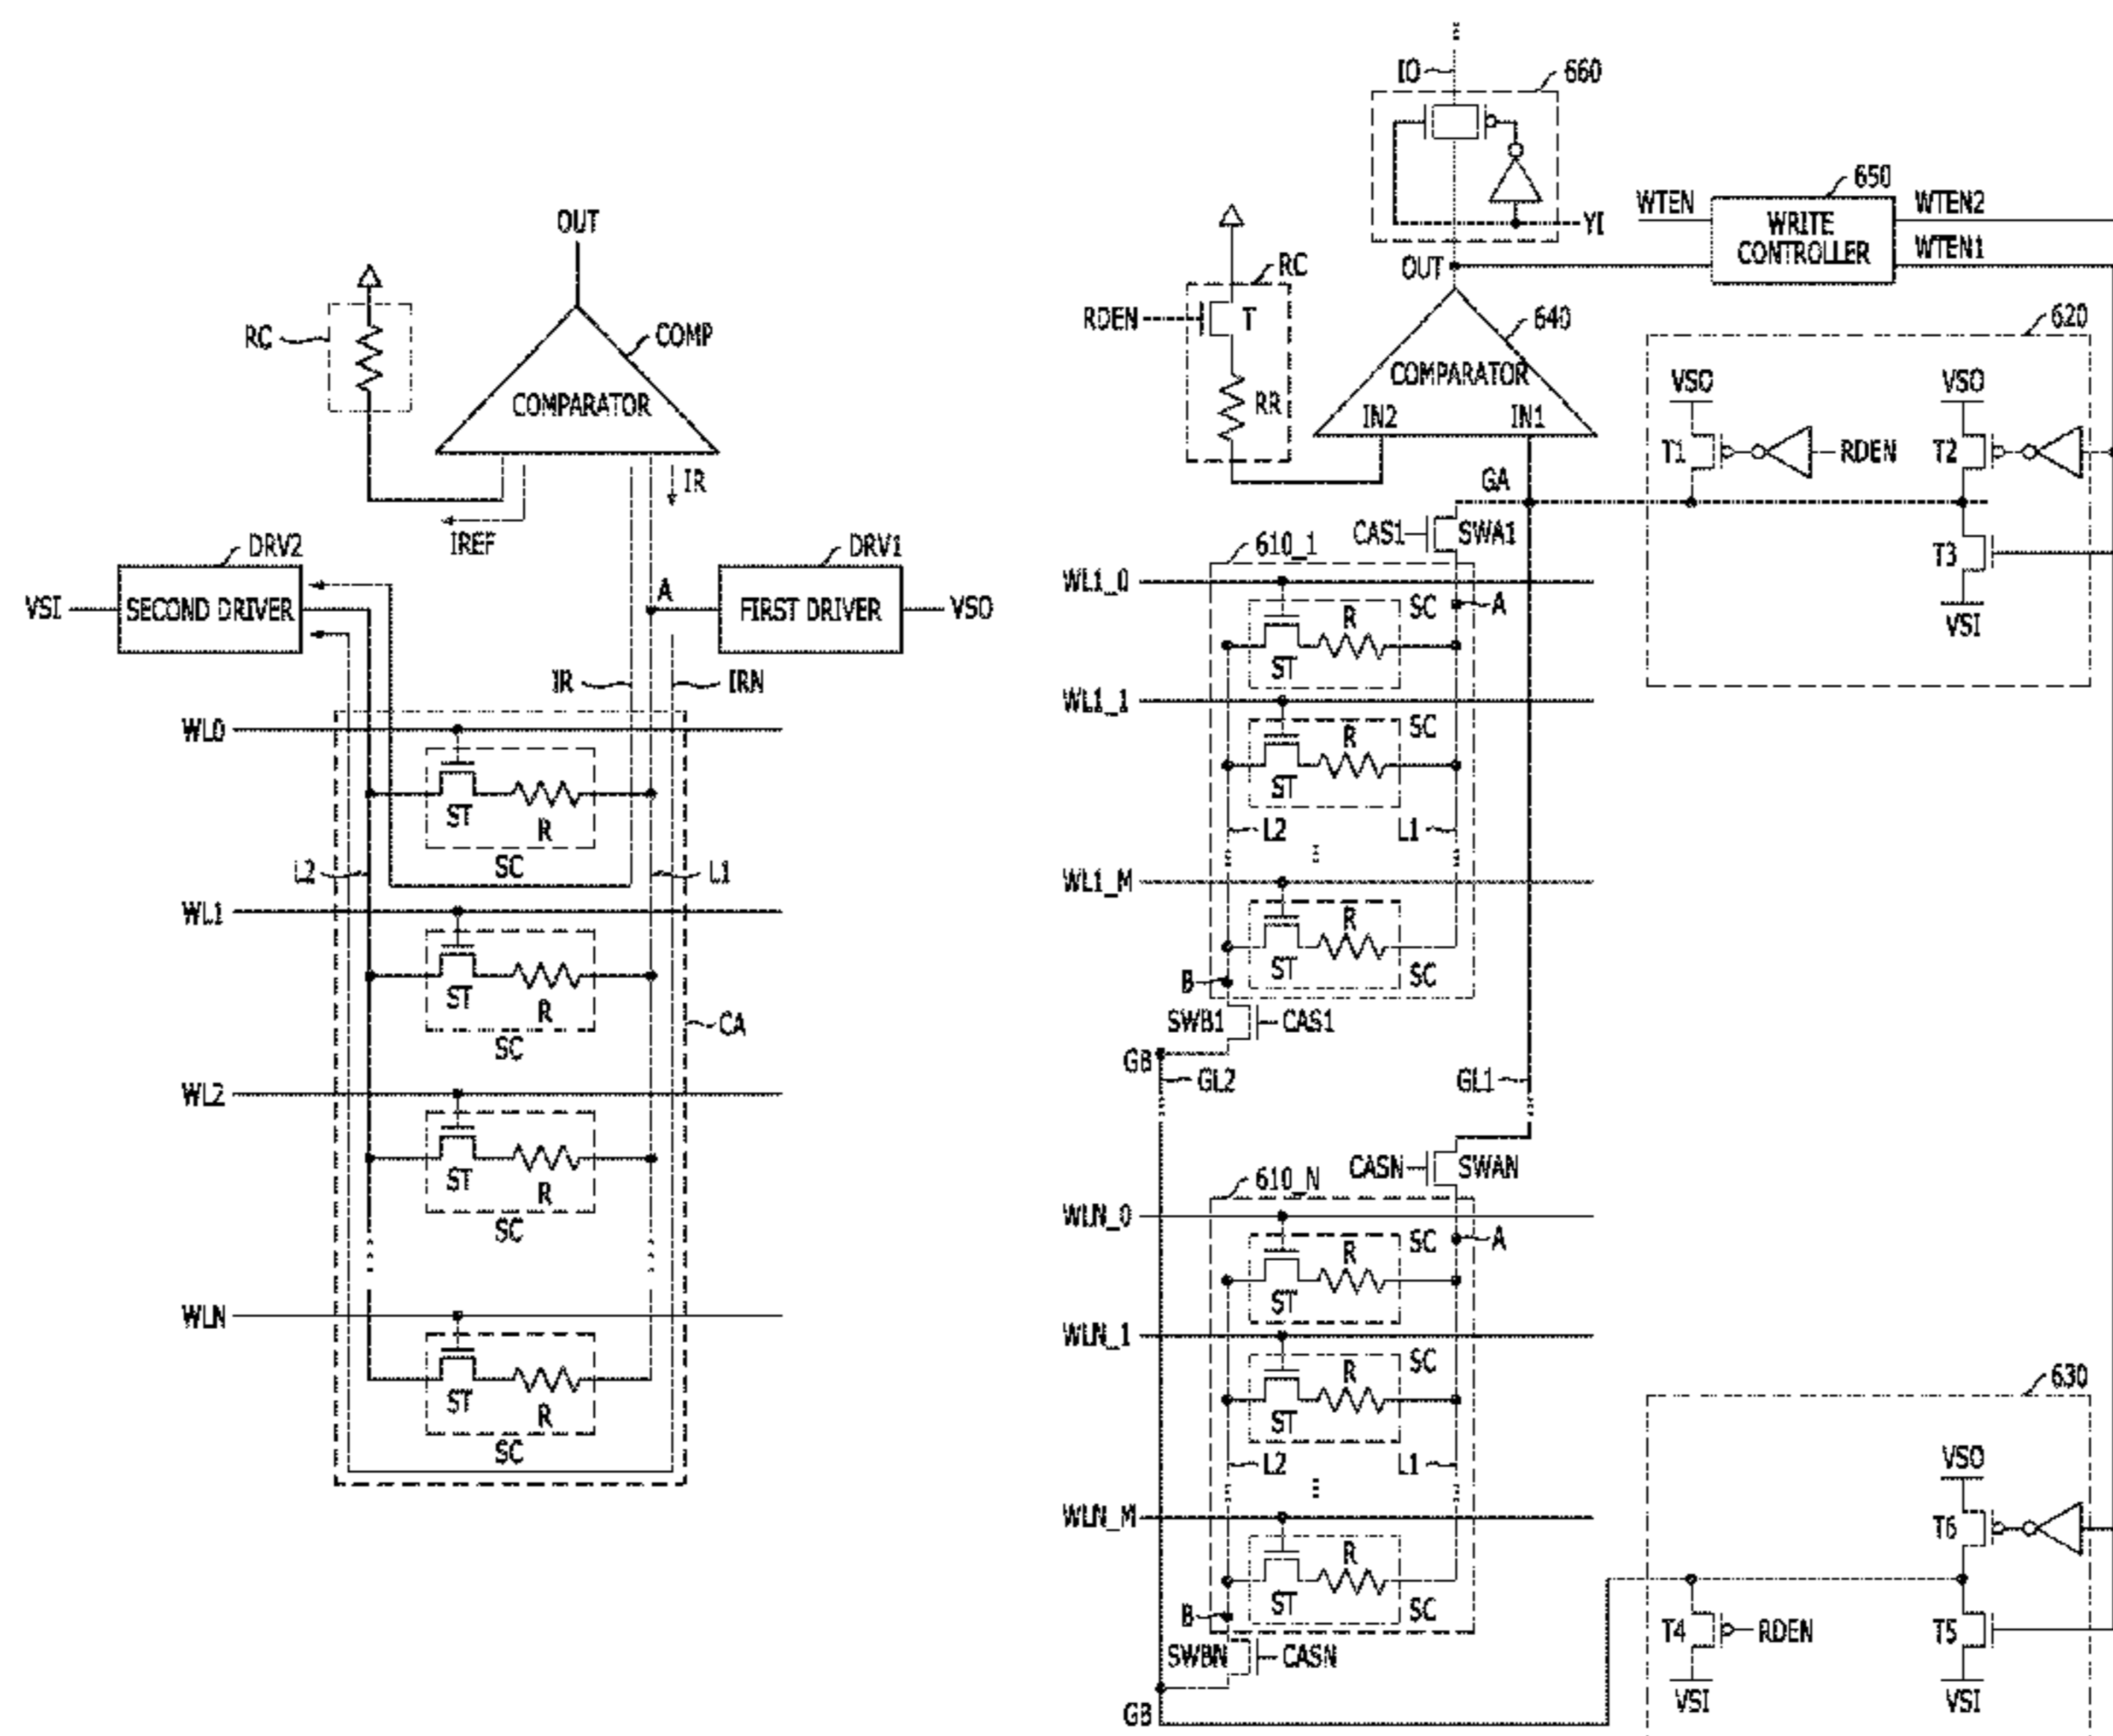 OUT
RC
COMP
COMPARATOR
IR
IREF
DRV2
DRV1
VSI
SECOND DRIVER
A
FIRST DRIVER
VSO
IR
IRN
WL0
ST
R
SC
L2
L1
WL1
ST
R
SC
CA
WL2
ST
R
SC
WLN
ST
R
SC
IO
660
YI
650
WTEN
WRITE
CONTROLLER
WTEN2
WTEN1
OUT
RC
RDEN
T
RR
640
COMPARATOR
IN2
IN1
620
VSO
VSO
T1
RDEN
T2
GA
T3
VSI
CAS1
SWA1
610_1
WL1_0
SC
A
R
ST
WL1_1
SC
R
ST
L2
L1
WL1_M
R
ST
SC
B
SWB1
CAS1
GB
GL2
GL1
CASN
SWAN
610_N
WLN_0
SC
A
R
ST
WLN_1
SC
R
ST
L2
L1
WLN_M
R
ST
SC
B
SWBN
CASN
GB
630
VSO
T6
T4
RDEN
T5
VSI
VSI